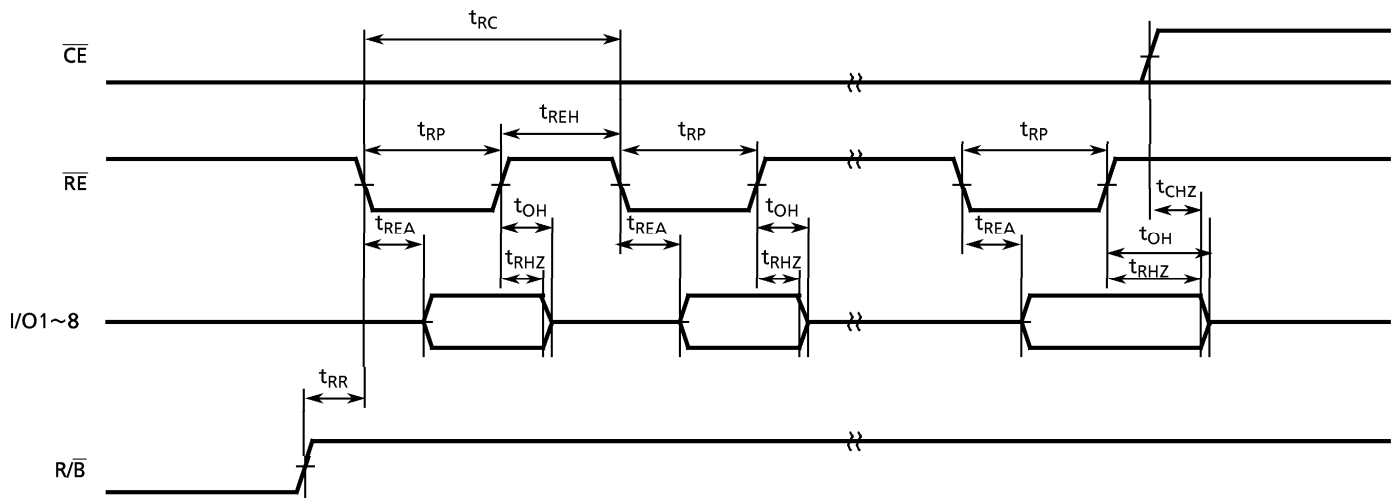 tRC
CE
tREH
tRP tRP tRP
RE
tCHZ
tOH tOH
tREA tREA tREA tOH
tRHZ tRHZ tRHZ
I/O1~8
tRR
R/B